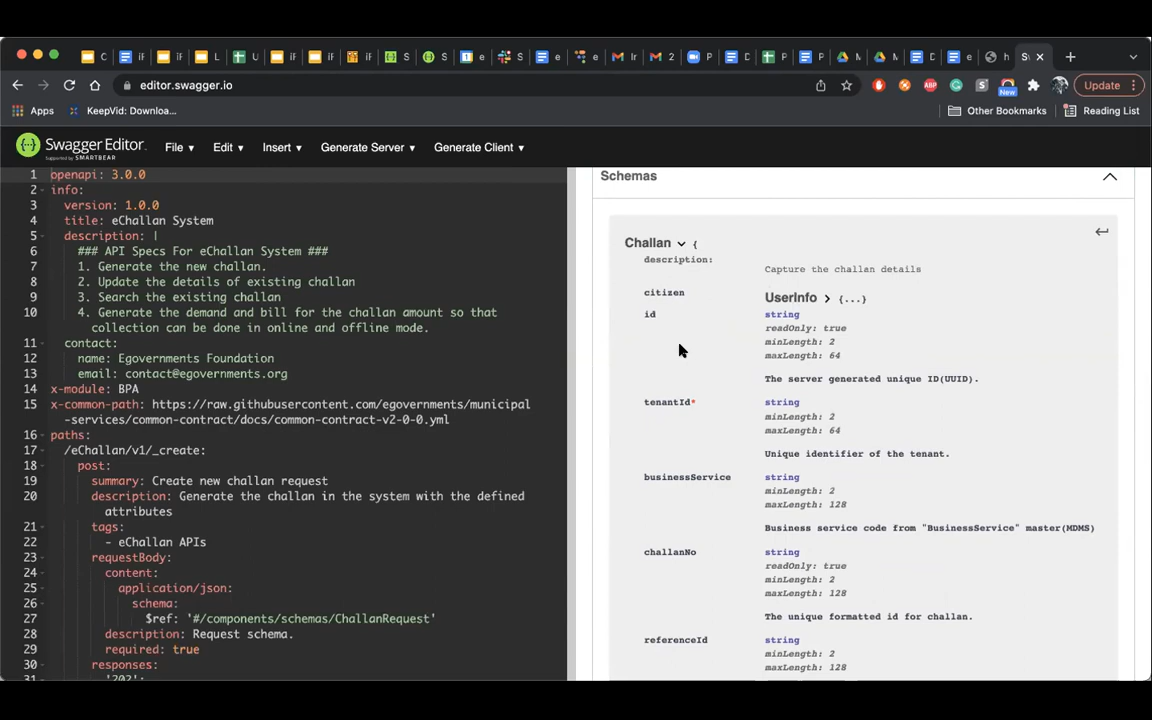 editor.swagger.io
New
Update
Apps
KeepVid: Downloa...
Other Bookmarks
Reading List
Swagger Editor.
Supported by SMARTBEAR
File
Edit
Insert
Generate Server
Generate Client
1 openapi: 3.0.0
2 info:
3 version: 1.0.0
4 title: eChallan System
5 description: |
6 ### API Specs For eChallan System ###
7 1. Generate the new challan.
8 2. Update the details of existing challan
9 3. Search the existing challan
10 4. Generate the demand and bill for the challan amount so that
collection can be done in online and offline mode.
11 contact:
12 name: Egovernments Foundation
13 email: contact@egovernments.org
14 x-module: BPA
15 x-common-path: https://raw.githubusercontent.com/egovernments/municipal
-services/common-contract/docs/common-contract-v2-0-0.yml
16 paths:
17 /eChallan/v1/_create:
18 post:
19 summary: Create new challan request
20 description: Generate the challan in the system with the defined
attributes
21 tags:
22 - eChallan APIs
23 requestBody:
24 content:
25 application/json:
26 schema:
27 $ref: '#/components/schemas/ChallanRequest'
28 description: Request schema.
29 required: true
30 responses:
31 '202':
Schemas
Challan {
description:
Capture the challan details
citizen
UserInfo > {...}
id
string
readOnly: true
minLength: 2
maxLength: 64
The server generated unique ID(UUID).
tenantId*
string
minLength: 2
maxLength: 64
Unique identifier of the tenant.
businessService
string
minLength: 2
maxLength: 128
Business service code from "BusinessService" master(MDMS)
challanNo
string
readOnly: true
minLength: 2
maxLength: 128
The unique formatted id for challan.
referenceId
string
minLength: 2
maxLength: 128